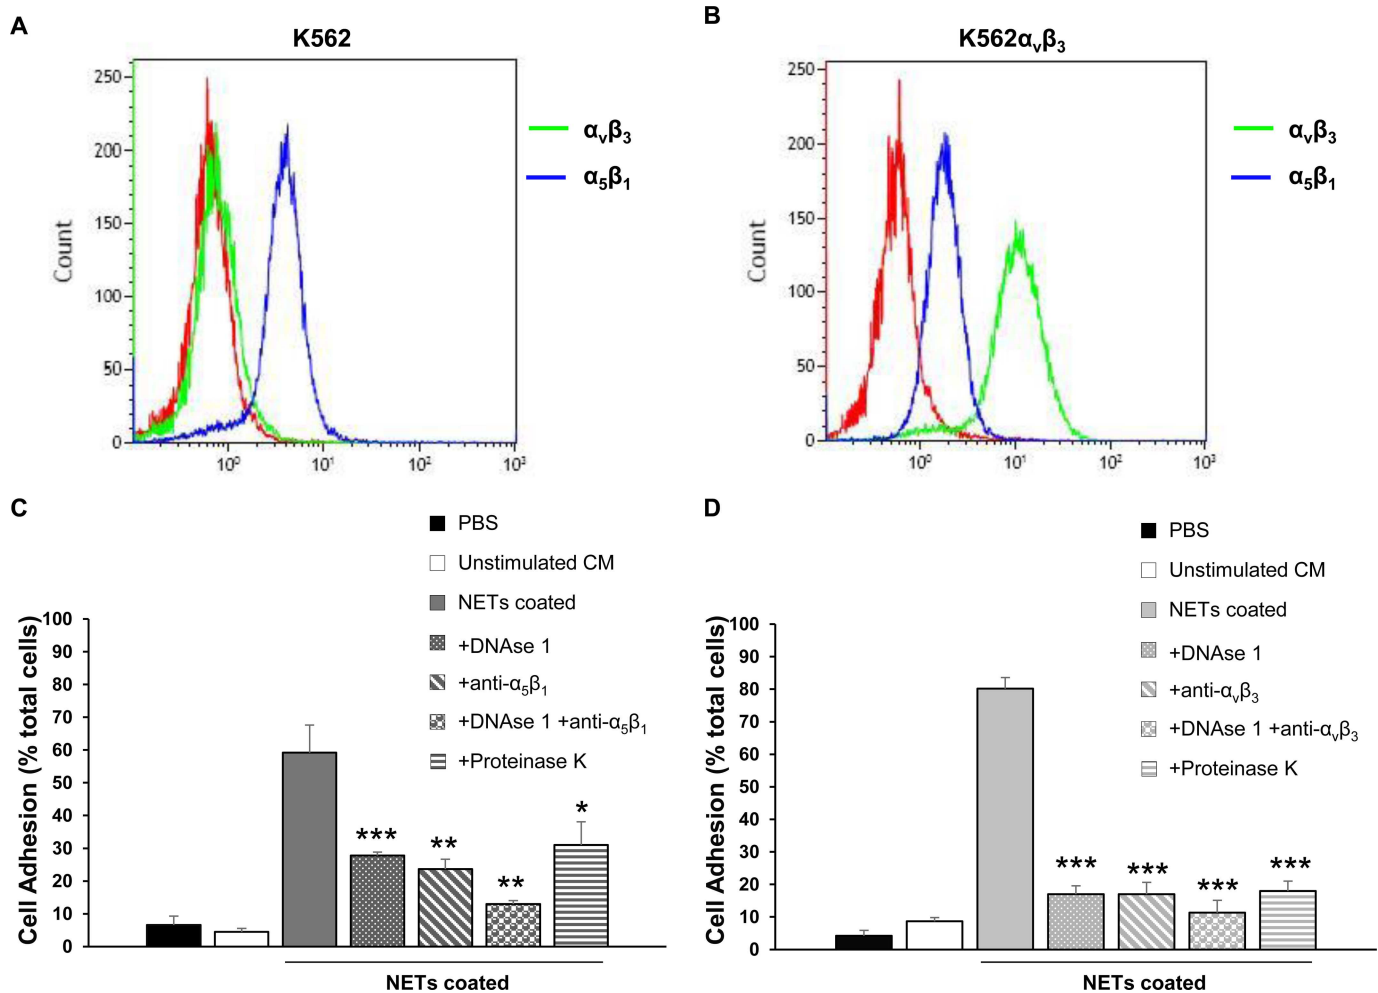 A
K562
250
200
150
100
50
0
Count
10⁰ 10¹ 10² 10³
αvβ3
α5β1
B
K562αvβ3
250
200
150
100
50
0
Count
10⁰ 10¹ 10² 10³
αvβ3
α5β1
C
PBS
Unstimulated CM
NETs coated
+DNAse 1
+anti-α5β1
+DNAse 1 +anti-α5β1
+Proteinase K
Cell Adhesion (% total cells)
100
90
80
70
60
50
40
30
20
10
0
***
**
**
*
NETs coated
D
PBS
Unstimulated CM
NETs coated
+DNAse 1
+anti-αvβ3
+DNAse 1 +anti-αvβ3
+Proteinase K
Cell Adhesion (% total cells)
100
90
80
70
60
50
40
30
20
10
0
***
***
***
***
NETs coated